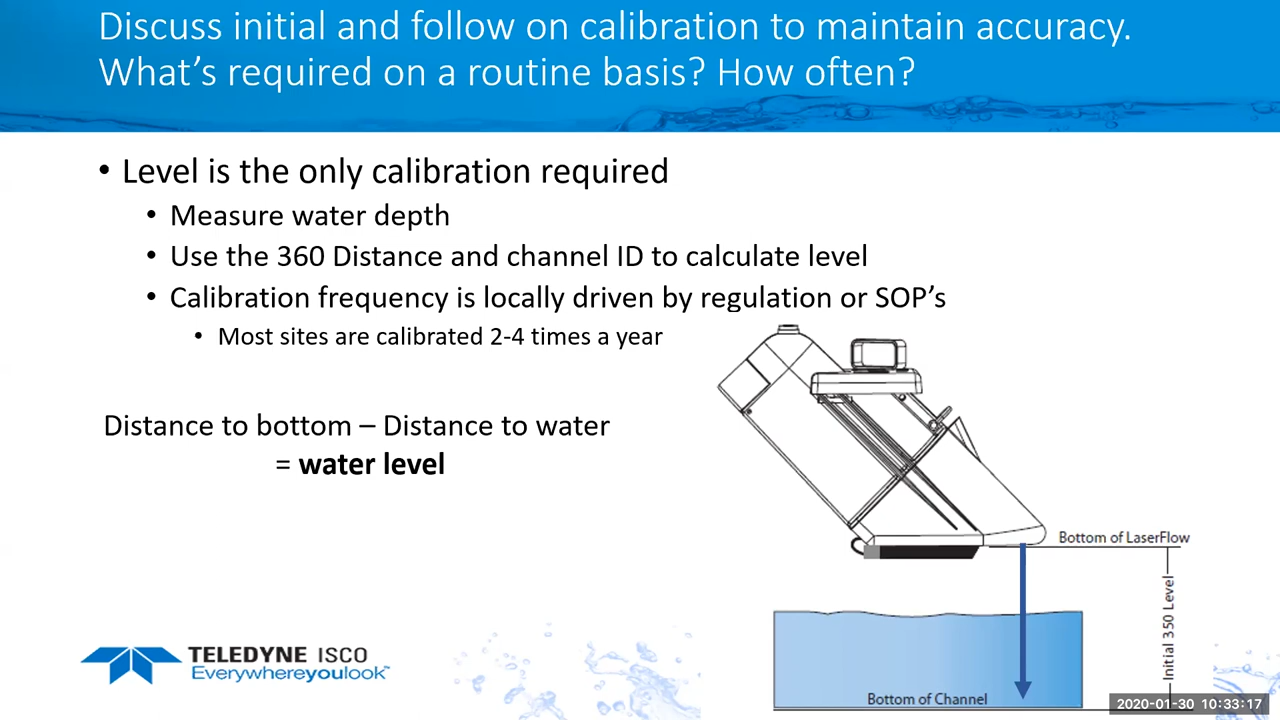 Discuss initial and follow on calibration to maintain accuracy.
What's required on a routine basis? How often?
• Level is the only calibration required
• Measure water depth
• Use the 360 Distance and channel ID to calculate level
• Calibration frequency is locally driven by regulation or SOP's
• Most sites are calibrated 2-4 times a year
Distance to bottom – Distance to water
= water level
Bottom of LaserFlow
Initial 350 Level
Bottom of Channel
TELEDYNE ISCO
Everywhereyoulook™
2020-01-30 10:33:17